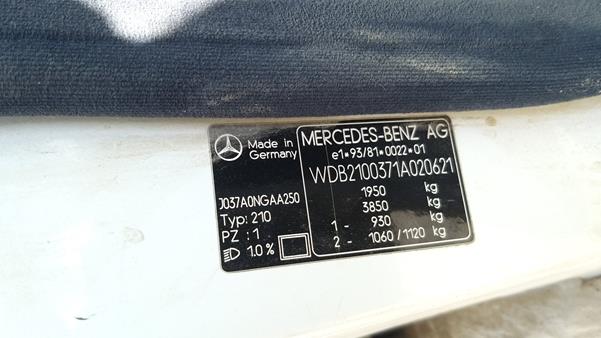 Made in
Germany
MERCEDES-BENZ AG
e1*93/81*0022*01
WDB2100371A020621
1950 kg
3850 kg
1 - 930 kg
2 - 1060/1120 kg
037A0NGAA250
Typ: 210
PZ : 1
1.0 %